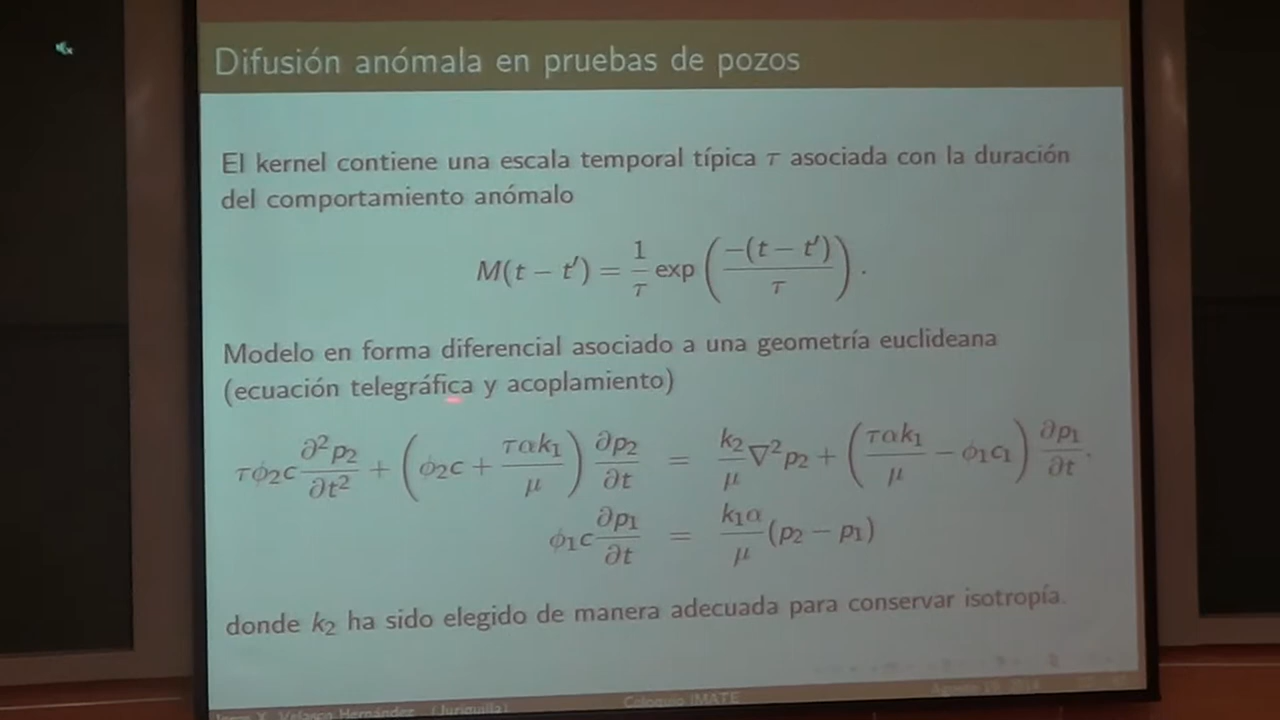 Difusión anómala en pruebas de pozos
El kernel contiene una escala temporal típica τ asociada con la duración
del comportamiento anómalo
M(t − t′) = 1/τ exp (−(t − t′)/τ).
Modelo en forma diferencial asociado a una geometría euclideana
(ecuación telegráfica y acoplamiento)
τϕ₂c ∂²p₂/∂t² + (ϕ₂c + ταk₁/μ) ∂p₂/∂t = k₂/μ ∇²p₂ + (ταk₁/μ − ϕ₁c₁) ∂p₁/∂t.
ϕ₁c ∂p₁/∂t = k₁α/μ (p₂ − p₁)
donde k₂ ha sido elegido de manera adecuada para conservar isotropía.
X. Velasco Hernández (Juriquilla) Coloquio IMATE